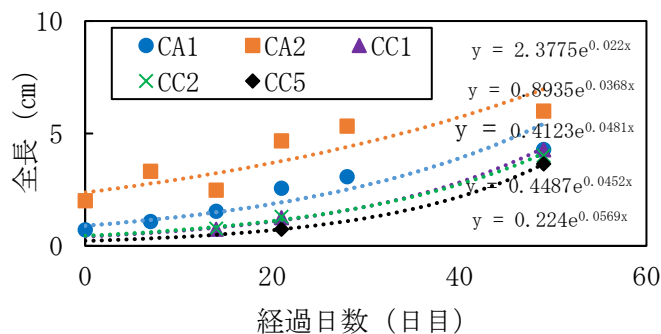 10
5
0
全長 (㎝)
CA1 CA2 CC1
CC2 CC5
y = 2.3775e^0.022x
y = 0.8935e^0.0368x
y = 0.4123e^0.0481x
y = 0.4487e^0.0452x
y = 0.224e^0.0569x
0 20 40 60
経過日数 (日目)